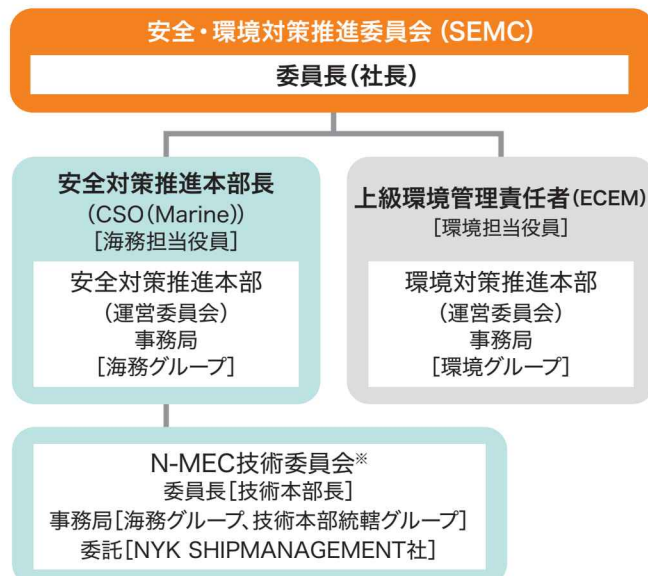 安全・環境対策推進委員会(SEMC)
委員長(社長)
安全対策推進本部長
(CSO(Marine))
[海務担当役員]
安全対策推進本部
(運営委員会)
事務局
[海務グループ]
上級環境管理責任者(ECEM)
[環境担当役員]
環境対策推進本部
(運営委員会)
事務局
[環境グループ]
N-MEC技術委員会※
委員長[技術本部長]
事務局[海務グループ、技術本部統轄グループ]
委託[NYK SHIPMANAGEMENT社]